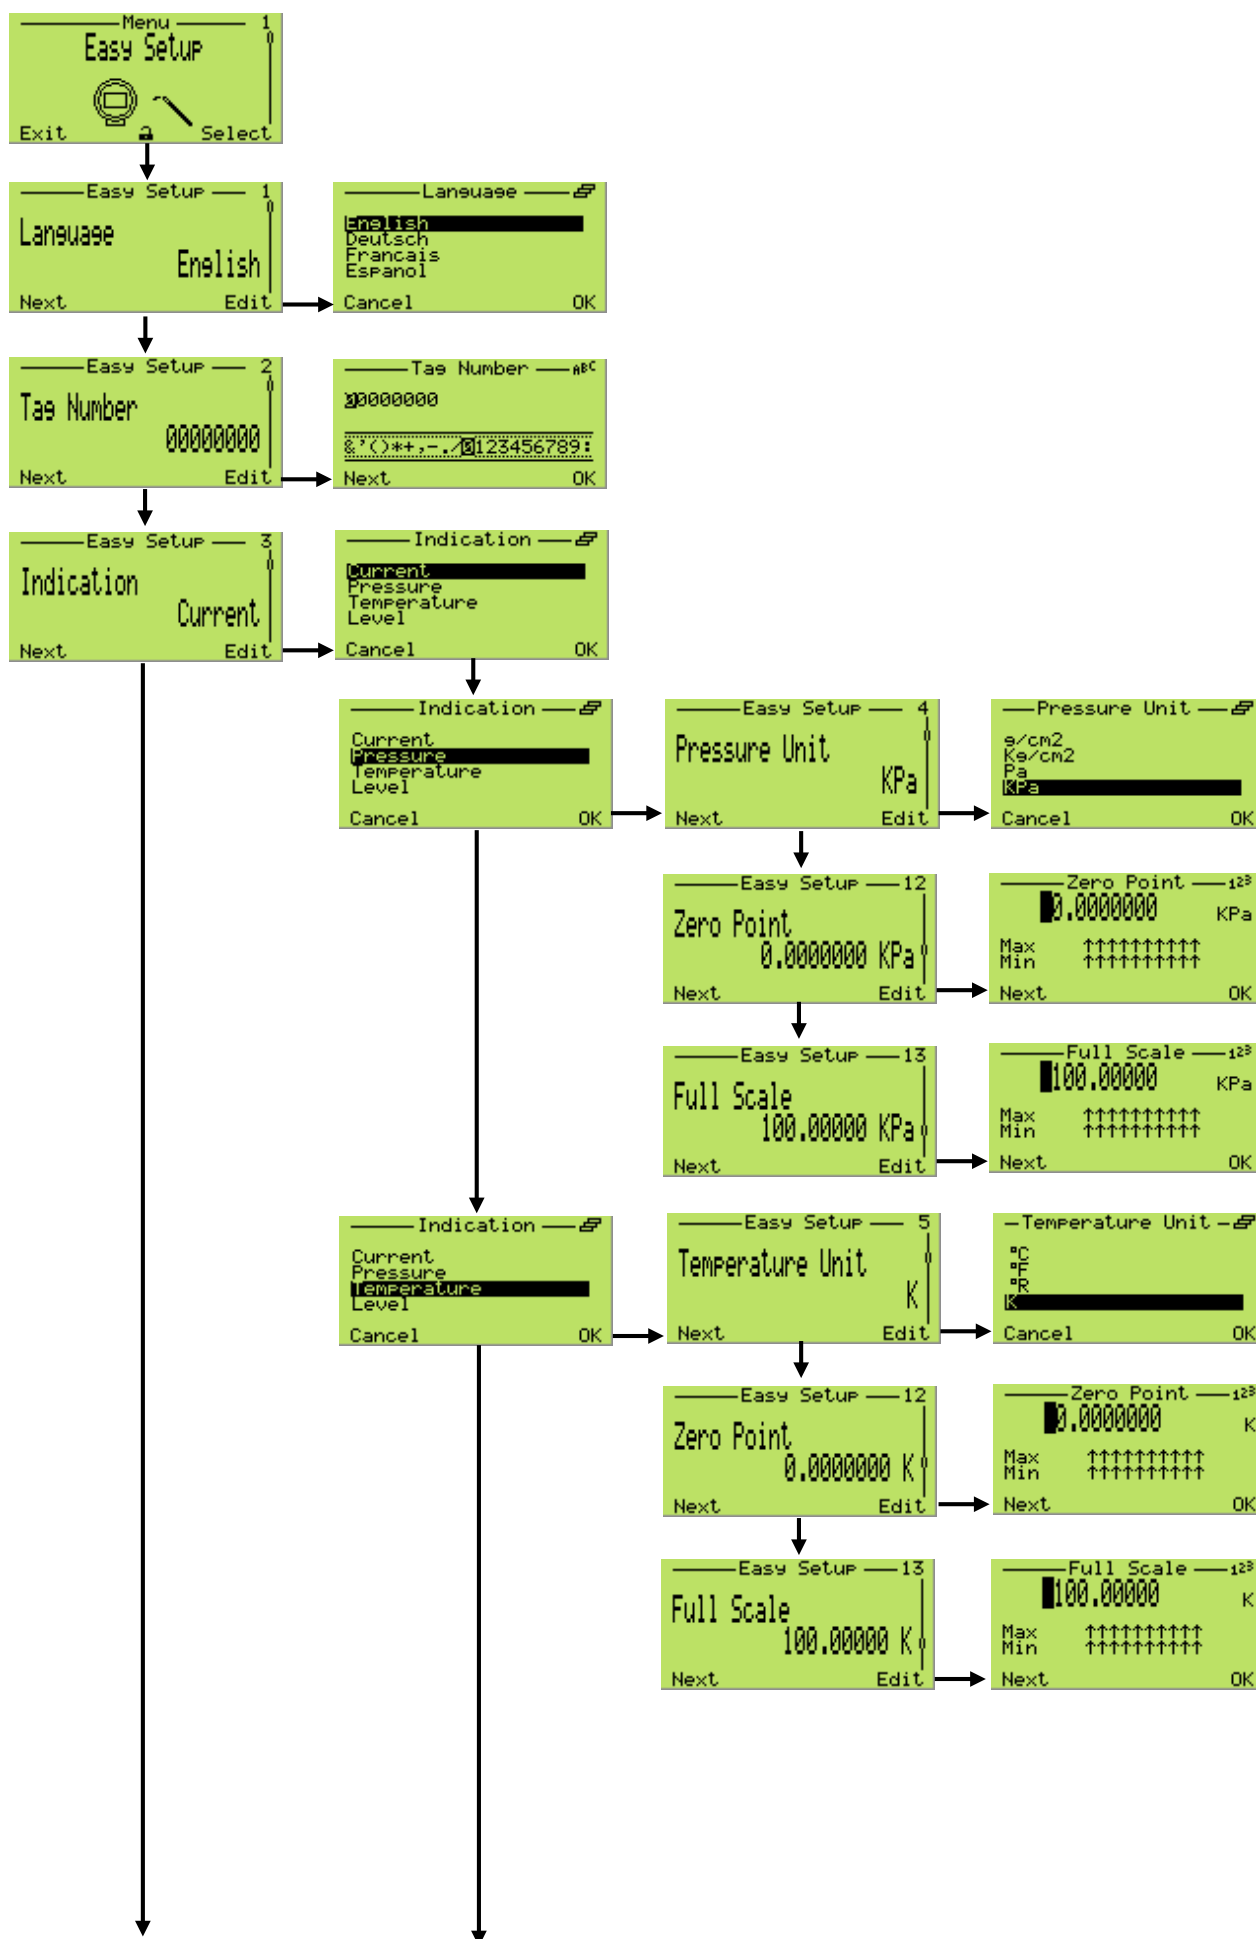 Menu 1
Easy Setup
Exit Select
Easy Setup 1
Language
English
Next Edit
Language
English
Deutsch
Francais
Espanol
Cancel OK
Easy Setup 2
Tag Number
00000000
Next Edit
Tag Number ABC
00000000
&'()*+,-./0123456789:
Next OK
Easy Setup 3
Indication
Current
Next Edit
Indication
Current
Pressure
Temperature
Level
Cancel OK
Indication
Current
Pressure
Temperature
Level
Cancel OK
Easy Setup 4
Pressure Unit
KPa
Next Edit
Pressure Unit
g/cm2
Kg/cm2
Pa
KPa
Cancel OK
Easy Setup 12
Zero Point
0.0000000 KPa
Next Edit
Zero Point 123
0.0000000 KPa
Max ↑↑↑↑↑↑↑↑↑↑
Min ↑↑↑↑↑↑↑↑↑↑
Next OK
Easy Setup 13
Full Scale
100.00000 KPa
Next Edit
Full Scale 123
100.00000 KPa
Max ↑↑↑↑↑↑↑↑↑↑
Min ↑↑↑↑↑↑↑↑↑↑
Next OK
Indication
Current
Pressure
Temperature
Level
Cancel OK
Easy Setup 5
Temperature Unit
K
Next Edit
Temperature Unit
°C
°F
°R
K
Cancel OK
Easy Setup 12
Zero Point
0.0000000 K
Next Edit
Zero Point 123
0.0000000 K
Max ↑↑↑↑↑↑↑↑↑↑
Min ↑↑↑↑↑↑↑↑↑↑
Next OK
Easy Setup 13
Full Scale
100.00000 K
Next Edit
Full Scale 123
100.00000 K
Max ↑↑↑↑↑↑↑↑↑↑
Min ↑↑↑↑↑↑↑↑↑↑
Next OK